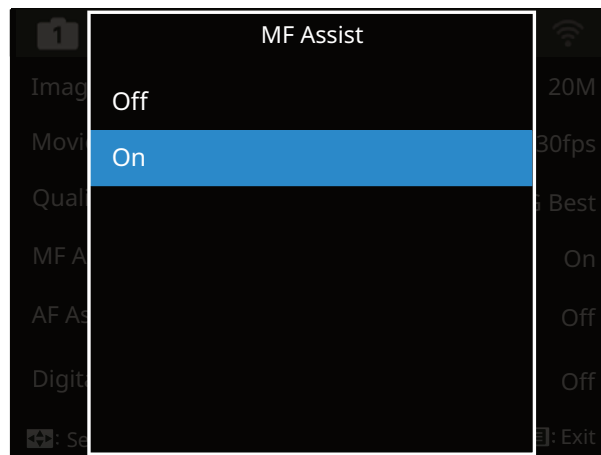 1
MF Assist
Imag
20M
Off
Movi
30fps
On
Quali
G Best
MF A
On
AF As
Off
Digita
Off
: Se
: Exit